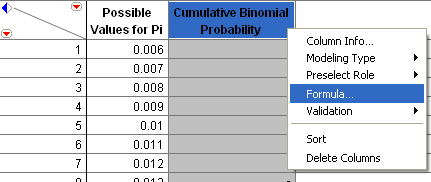 Possible Values for Pi
Cumulative Binomial Probability
1 0.006
2 0.007
3 0.008
4 0.009
5 0.01
6 0.011
7 0.012
Column Info...
Modeling Type
Preselect Role
Formula...
Validation
Sort
Delete Columns